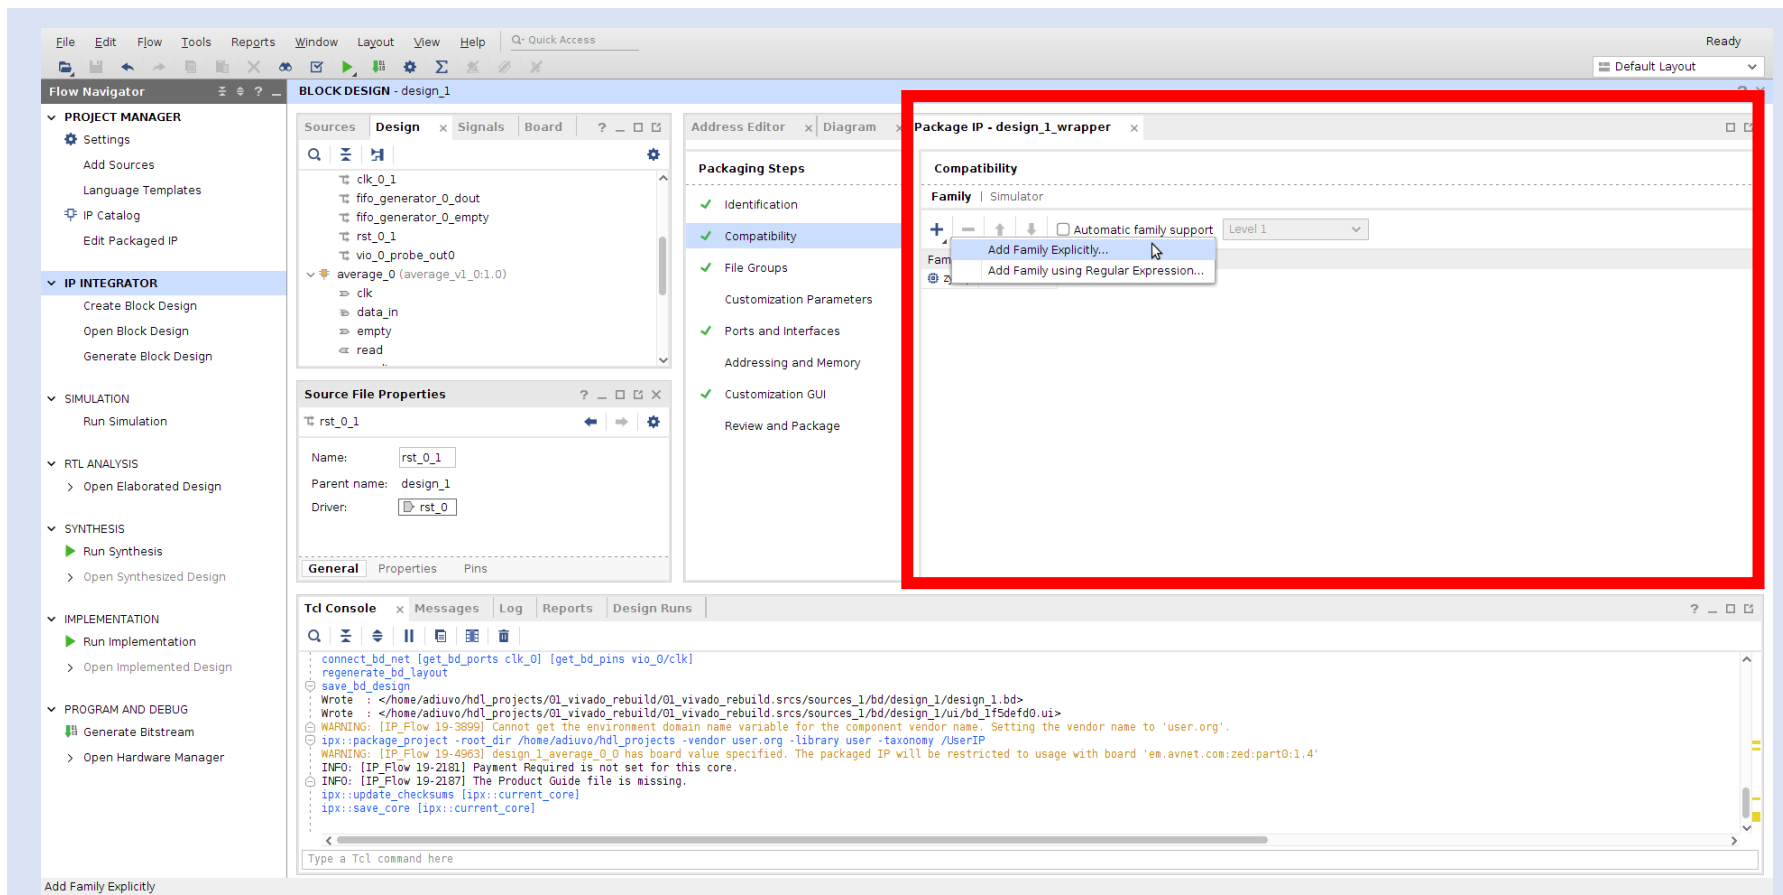 File Edit Flow Tools Reports Window Layout View Help Q- Quick Access Ready
Default Layout
Flow Navigator ? _
BLOCK DESIGN - design_1 ?
PROJECT MANAGER
Settings
Add Sources
Language Templates
IP Catalog
Edit Packaged IP
IP INTEGRATOR
Create Block Design
Open Block Design
Generate Block Design
SIMULATION
Run Simulation
RTL ANALYSIS
Open Elaborated Design
SYNTHESIS
Run Synthesis
Open Synthesized Design
IMPLEMENTATION
Run Implementation
Open Implemented Design
PROGRAM AND DEBUG
Generate Bitstream
Open Hardware Manager
Sources Design x Signals Board ? _
clk_0_1
fifo_generator_0_dout
fifo_generator_0_empty
rst_0_1
vio_0_probe_out0
average_0 (average_v1_0:1.0)
clk
data_in
empty
read
Source File Properties ? _
rst_0_1
Name: rst_0_1
Parent name: design_1
Driver: rst_0
General Properties Pins
Address Editor x Diagram x Package IP - design_1_wrapper x
Packaging Steps
Identification
Compatibility
File Groups
Customization Parameters
Ports and Interfaces
Addressing and Memory
Customization GUI
Review and Package
Compatibility
Family | Simulator
Automatic family support Level 1
Add Family Explicitly...
Fam
Add Family using Regular Expression...
Tcl Console x Messages Log Reports Design Runs ? _
connect_bd_net [get_bd_ports clk_0] [get_bd_pins vio_0/clk]
regenerate_bd_layout
save_bd_design
Wrote : </home/adiuvo/hdl_projects/01_vivado_rebuild/01_vivado_rebuild.srcs/sources_1/bd/design_1/design_1.bd>
Wrote : </home/adiuvo/hdl_projects/01_vivado_rebuild/01_vivado_rebuild.srcs/sources_1/bd/design_1/ui/bd_1f5defd0.ui>
WARNING: [IP_Flow 19-3899] Cannot get the environment domain name variable for the component vendor name. Setting the vendor name to 'user.org'.
ipx::package_project -root_dir /home/adiuvo/hdl_projects -vendor user.org -library user -taxonomy /UserIP
WARNING: [IP_Flow 19-4963] design_1_average_0_0 has board value specified. The packaged IP will be restricted to usage with board 'em.avnet.com:zed:part0:1.4'
INFO: [IP_Flow 19-2181] Payment Required is not set for this core.
INFO: [IP_Flow 19-2187] The Product Guide file is missing.
ipx::update_checksums [ipx::current_core]
ipx::save_core [ipx::current_core]
Type a Tcl command here
Add Family Explicitly